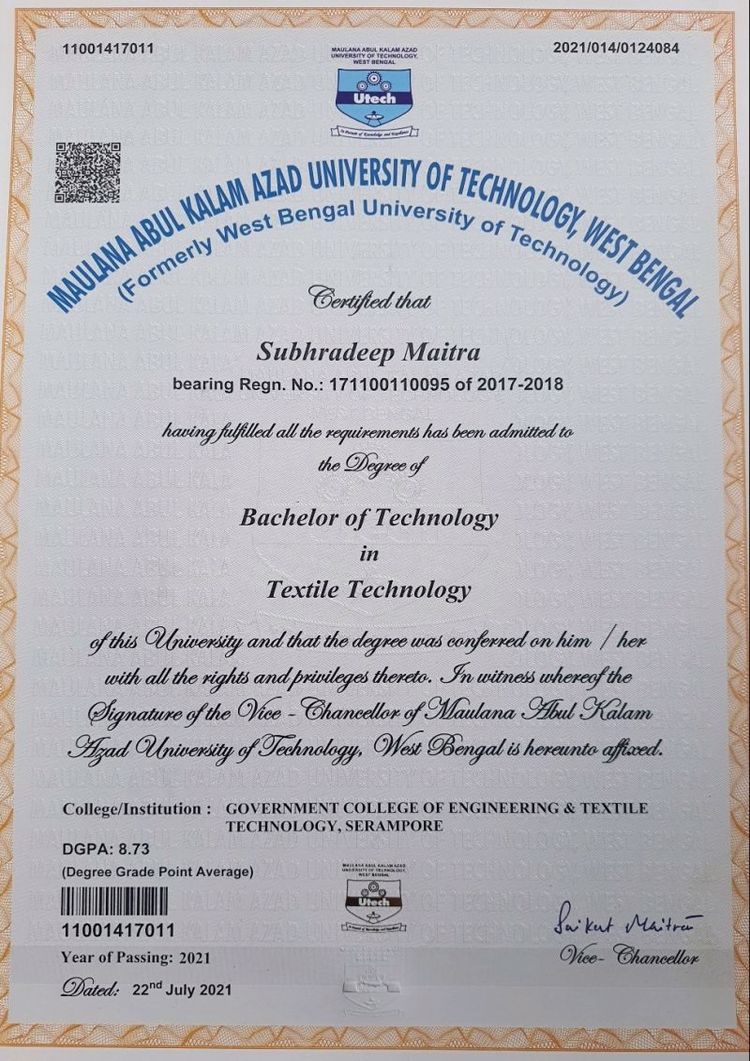 11001417011
2021/014/0124084
MAULANA ABUL KALAM AZAD
UNIVERSITY OF TECHNOLOGY,
WEST BENGAL
Utech
In Pursuit of Knowledge and Excellence
MAULANA ABUL KALAM AZAD UNIVERSITY OF TECHNOLOGY, WEST BENGAL
(Formerly West Bengal University of Technology)
Certified that
Subhradeep Maitra
bearing Regn. No.: 171100110095 of 2017-2018
having fulfilled all the requirements has been admitted to
the Degree of
Bachelor of Technology
in
Textile Technology
of this University and that the degree was conferred on him / her
with all the rights and privileges thereto. In witness whereof the
Signature of the Vice - Chancellor of Maulana Abul Kalam
Azad University of Technology, West Bengal is hereunto affixed.
College/Institution : GOVERNMENT COLLEGE OF ENGINEERING & TEXTILE
TECHNOLOGY, SERAMPORE
DGPA: 8.73
(Degree Grade Point Average)
MAULANA ABUL KALAM AZAD
UNIVERSITY OF TECHNOLOGY,
WEST BENGAL
Utech
11001417011
Saikat Maitra
Year of Passing: 2021
Vice- Chancellor
Dated: 22nd July 2021